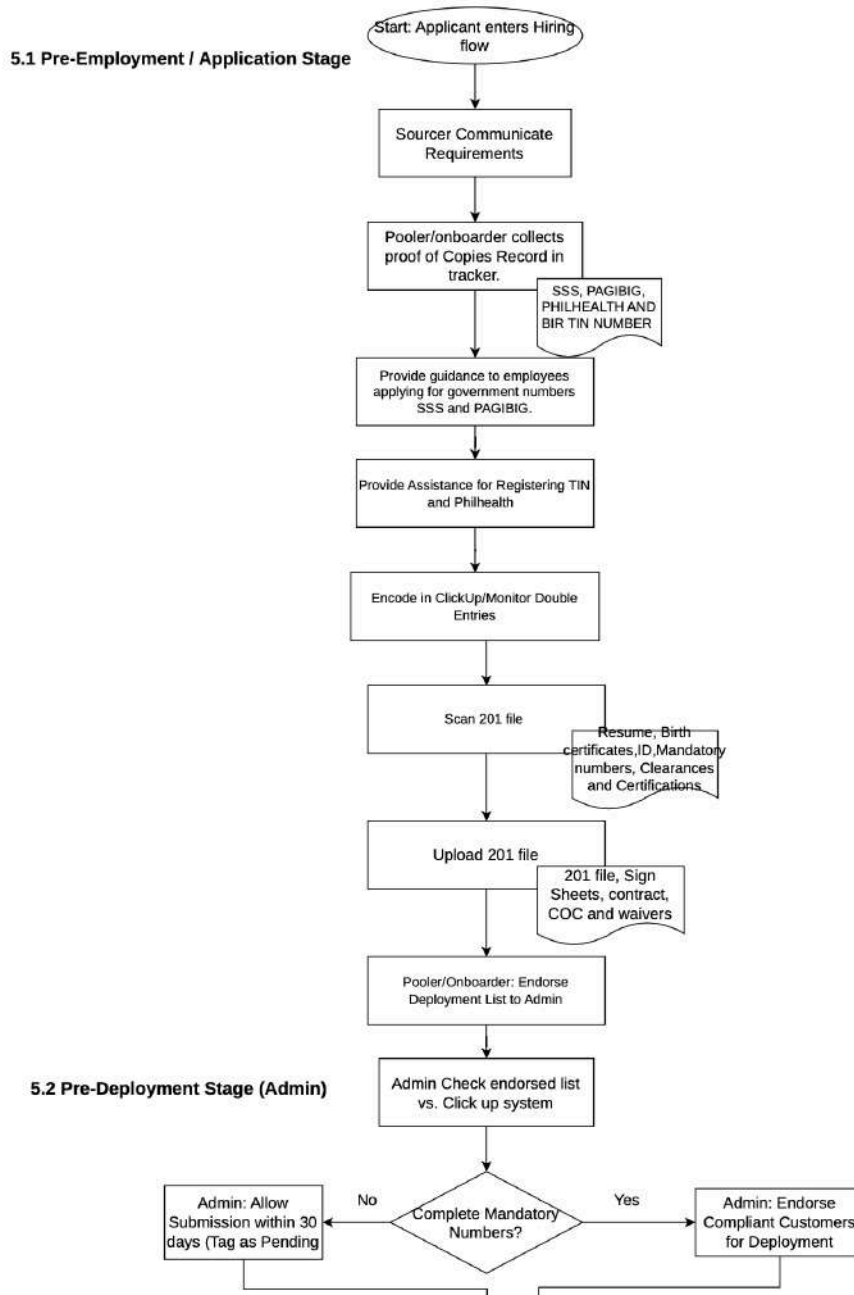 Start: Applicant enters Hiring
flow
5.1 Pre-Employment / Application Stage
Sourcer Communicate
Requirements
Pooler/onboarder collects
proof of Copies Record in
tracker.
SSS, PAGIBIG,
PHILHEALTH AND
BIR TIN NUMBER
Provide guidance to employees
applying for government numbers
SSS and PAGIBIG.
Provide Assistance for Registering TIN
and Philhealth
Encode in ClickUp/Monitor Double
Entries
Scan 201 file
Resume, Birth
certificates,ID,Mandatory
numbers, Clearances
and Certifications
Upload 201 file
201 file, Sign
Sheets, contract,
COC and waivers
Pooler/Onboarder: Endorse
Deployment List to Admin
5.2 Pre-Deployment Stage (Admin)
Admin Check endorsed list
vs. Click up system
Complete Mandatory
Numbers?
No
Admin: Allow
Submission within 30
days (Tag as Pending
Yes
Admin: Endorse
Compliant Customers
for Deployment